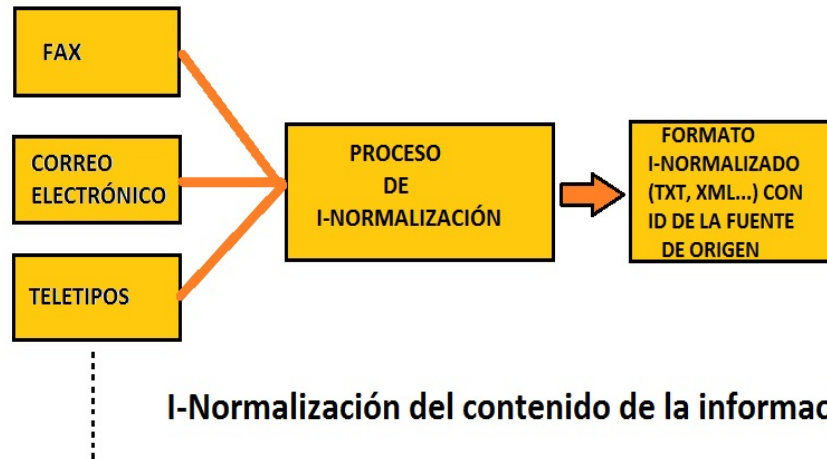 FAX
CORREO
ELECTRÓNICO
TELETIPOS
PROCESO
DE
I-NORMALIZACIÓN
FORMATO
I-NORMALIZADO
(TXT, XML...) CON
ID DE LA FUENTE
DE ORIGEN
I-Normalización del contenido de la